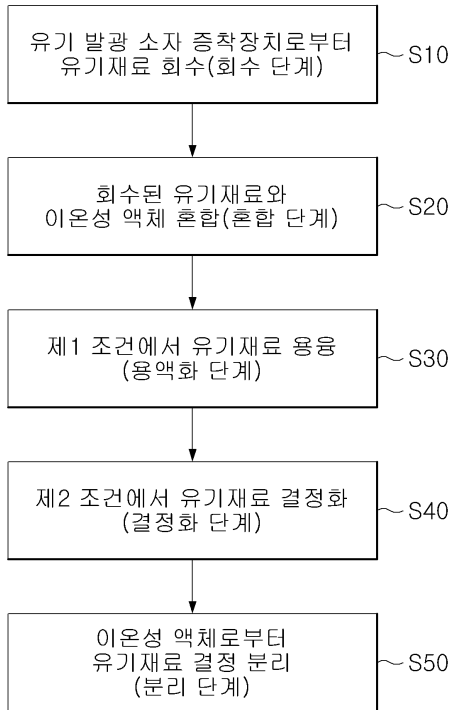 유기 발광 소자 증착장치로부터
유기재료 회수(회수 단계)
S10
회수된 유기재료와
이온성 액체 혼합(혼합 단계)
S20
제1 조건에서 유기재료 용융
(용액화 단계)
S30
제2 조건에서 유기재료 결정화
(결정화 단계)
S40
이온성 액체로부터
유기재료 결정 분리
(분리 단계)
S50